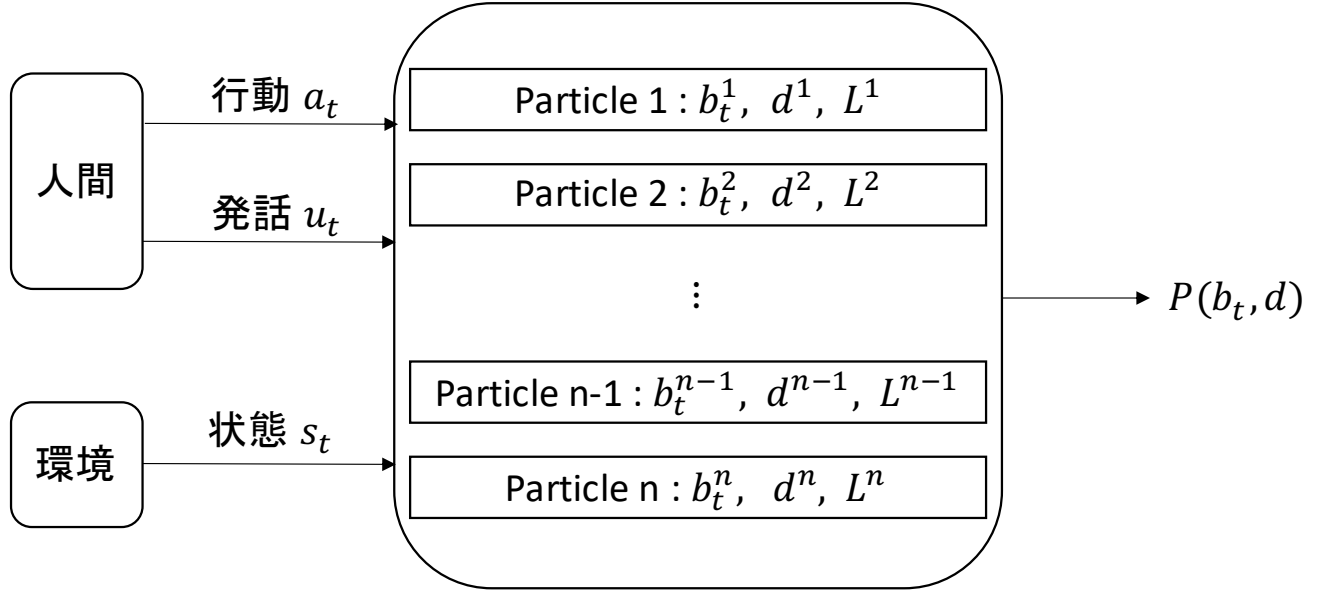 人間
行動 $a_t$
発話 $u_t$
環境
状態 $s_t$
Particle 1 : $b_t^1$, $d^1$, $L^1$
Particle 2 : $b_t^2$, $d^2$, $L^2$
⋮
Particle n-1 : $b_t^{n-1}$, $d^{n-1}$, $L^{n-1}$
Particle n : $b_t^n$, $d^n$, $L^n$
$P(b_t, d)$